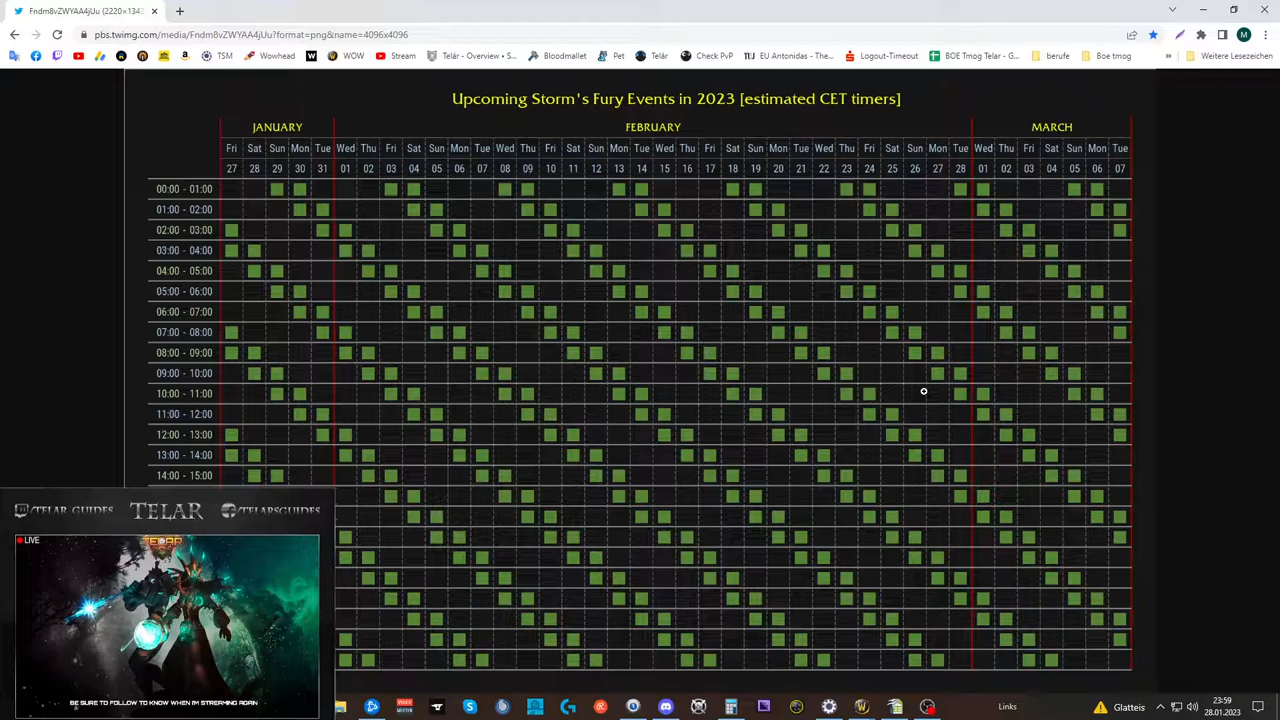 Fndm8vZWYAA4jUu (2220×1343
pbs.twimg.com/media/Fndm8vZWYAA4jUu?format=png&name=4096x4096
TSM Wowhead WOW Stream Telár - Overview • S... Bloodmallet Pet Telár Check PvP EU Antonidas - The... Logout-Timeout BOE Tmog Telar - G... berufe Boe tmog » Weitere Lesezeichen
Upcoming Storm's Fury Events in 2023 [estimated CET timers]
JANUARY FEBRUARY MARCH
Fri Sat Sun Mon Tue Wed Thu Fri Sat Sun Mon Tue Wed Thu Fri Sat Sun Mon Tue Wed Thu Fri Sat Sun Mon Tue Wed Thu Fri Sat Sun Mon Tue Wed Thu Fri Sat Sun Mon Tue
27 28 29 30 31 01 02 03 04 05 06 07 08 09 10 11 12 13 14 15 16 17 18 19 20 21 22 23 24 25 26 27 28 01 02 03 04 05 06 07
00:00 - 01:00
01:00 - 02:00
02:00 - 03:00
03:00 - 04:00
04:00 - 05:00
05:00 - 06:00
06:00 - 07:00
07:00 - 08:00
08:00 - 09:00
09:00 - 10:00
10:00 - 11:00
11:00 - 12:00
12:00 - 13:00
13:00 - 14:00
14:00 - 15:00
/TELAR GUIDES TELAR /TELARSGUIDES
LIVE
TELAR
BE SURE TO FOLLOW TO KNOW WHEN I'M STREAMING AGAIN
Links
Glatteis
23:59
28.01.2023